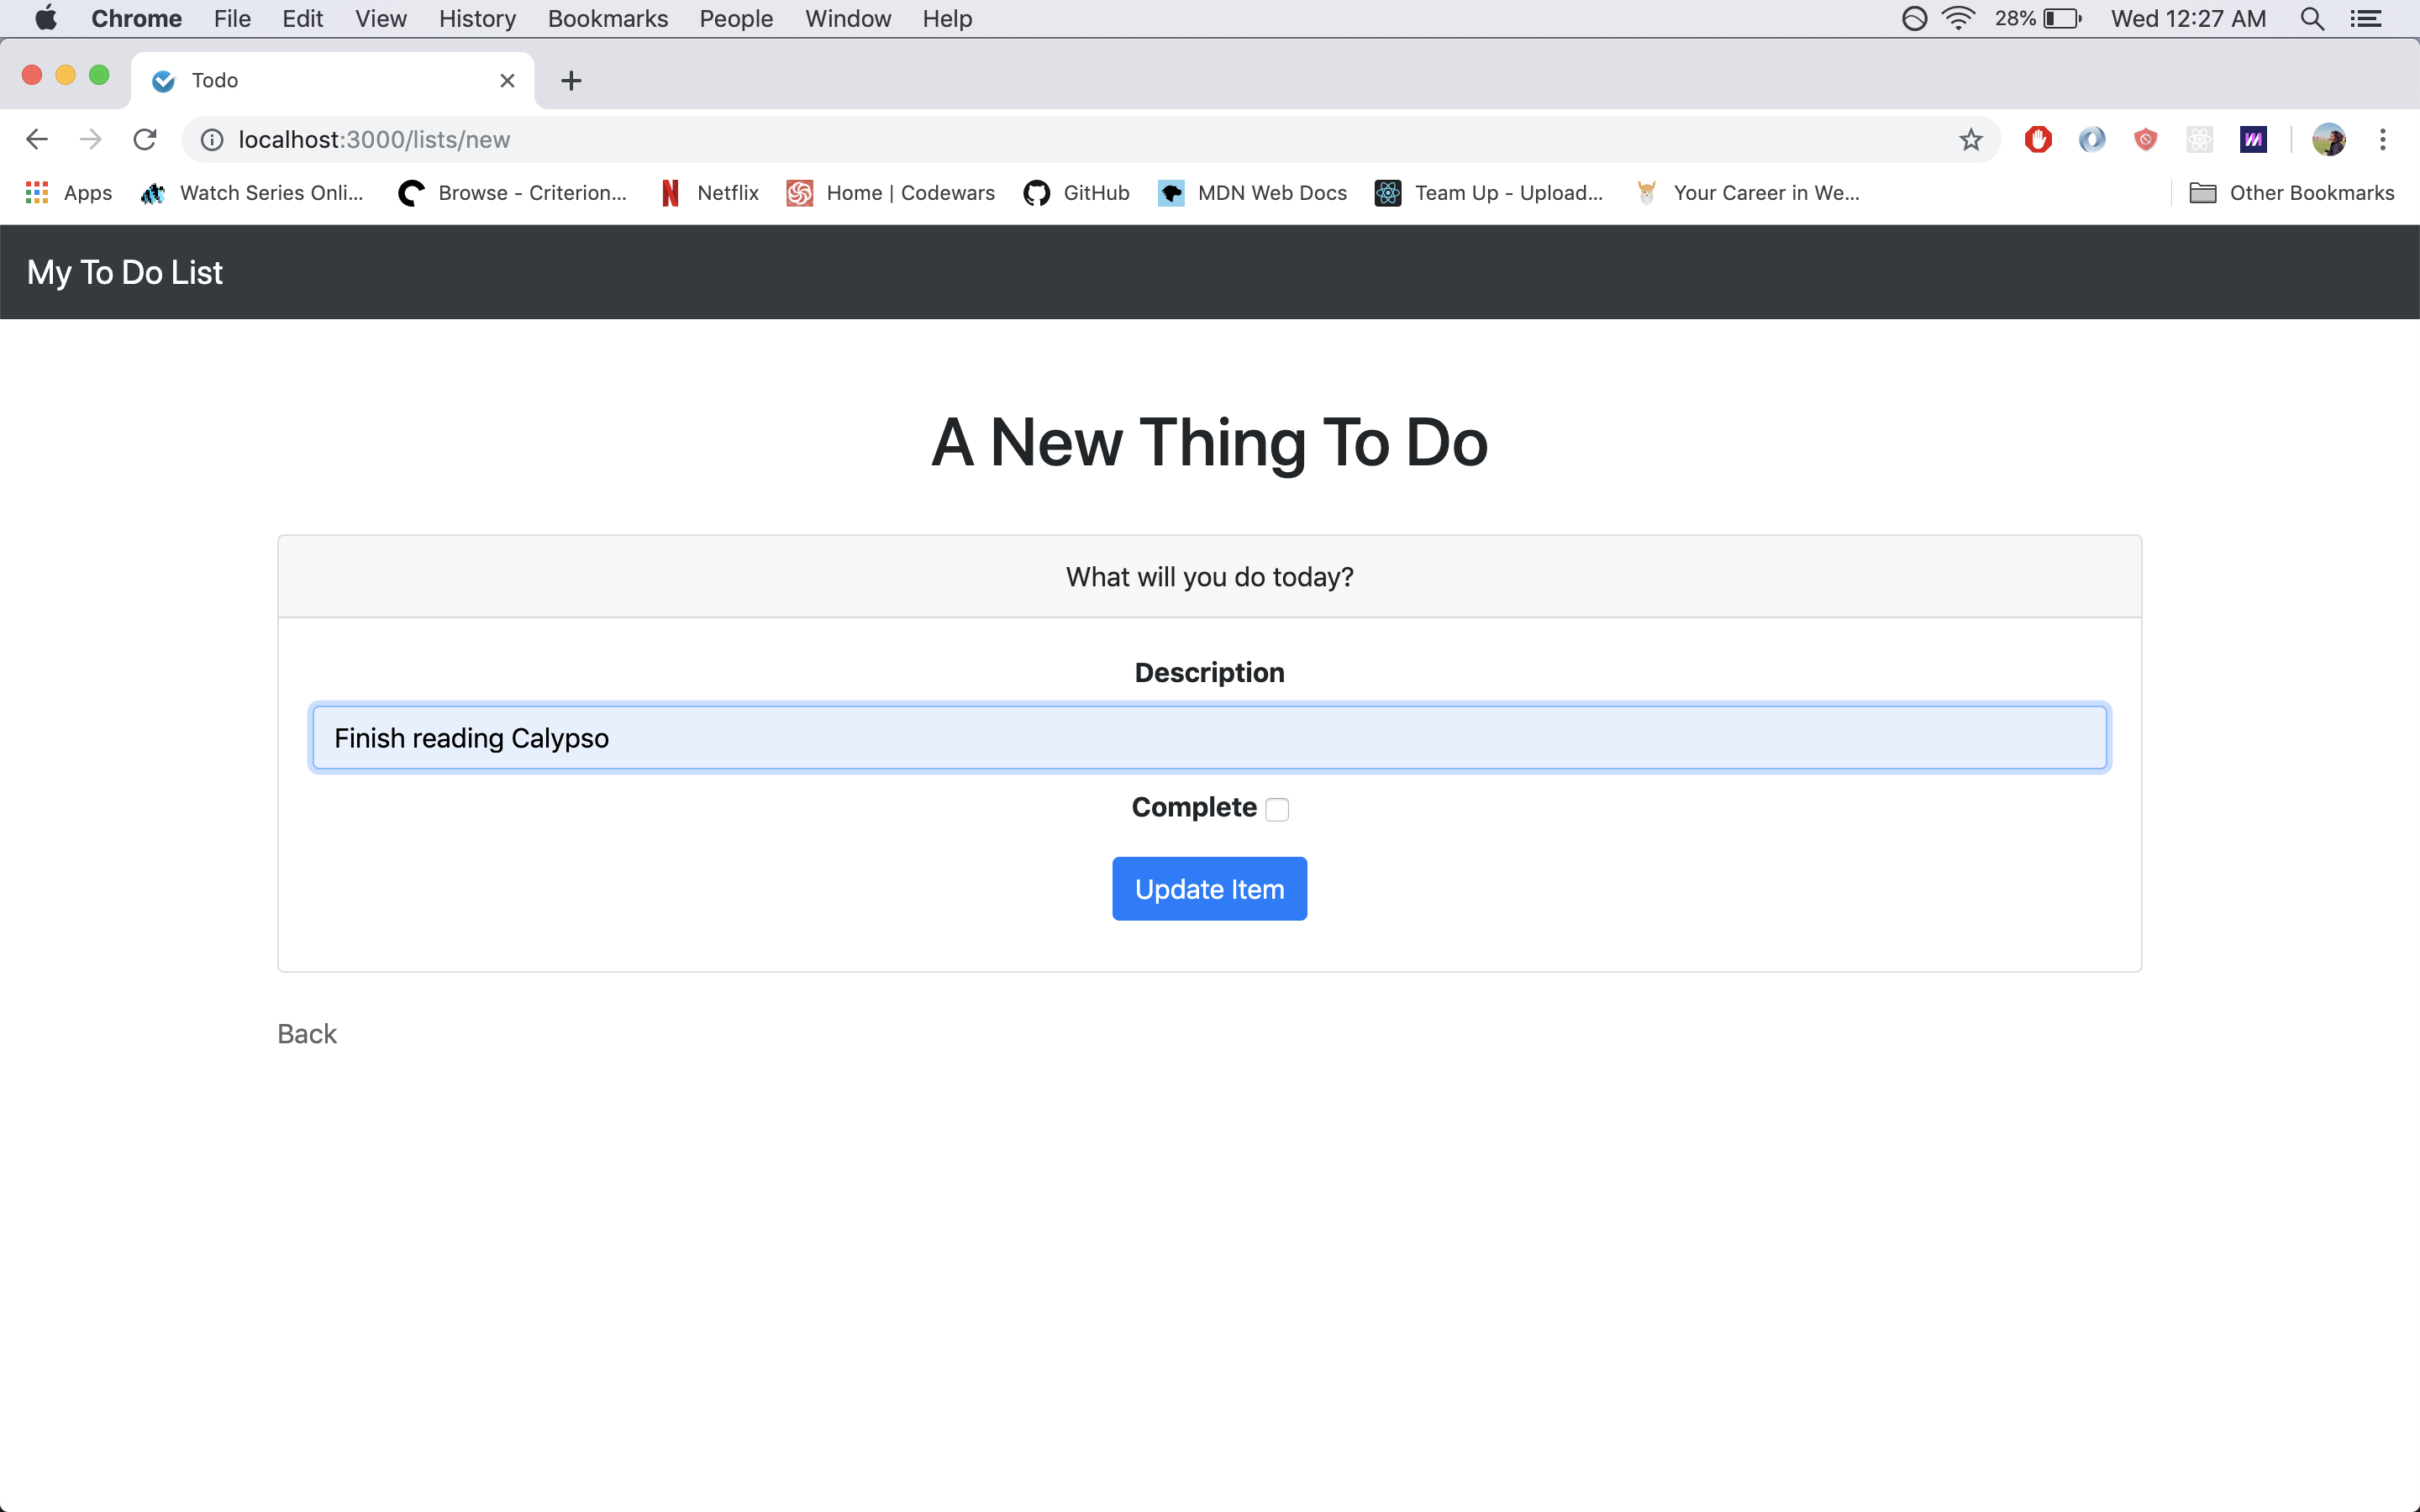 Chrome File Edit View History Bookmarks People Window Help 28% Wed 12:27 AM
Todo
localhost:3000/lists/new
Apps Watch Series Onli... Browse - Criterion... Netflix Home | Codewars GitHub MDN Web Docs Team Up - Upload... Your Career in We... Other Bookmarks
My To Do List
A New Thing To Do
What will you do today?
Description
Finish reading Calypso
Complete
Update Item
Back